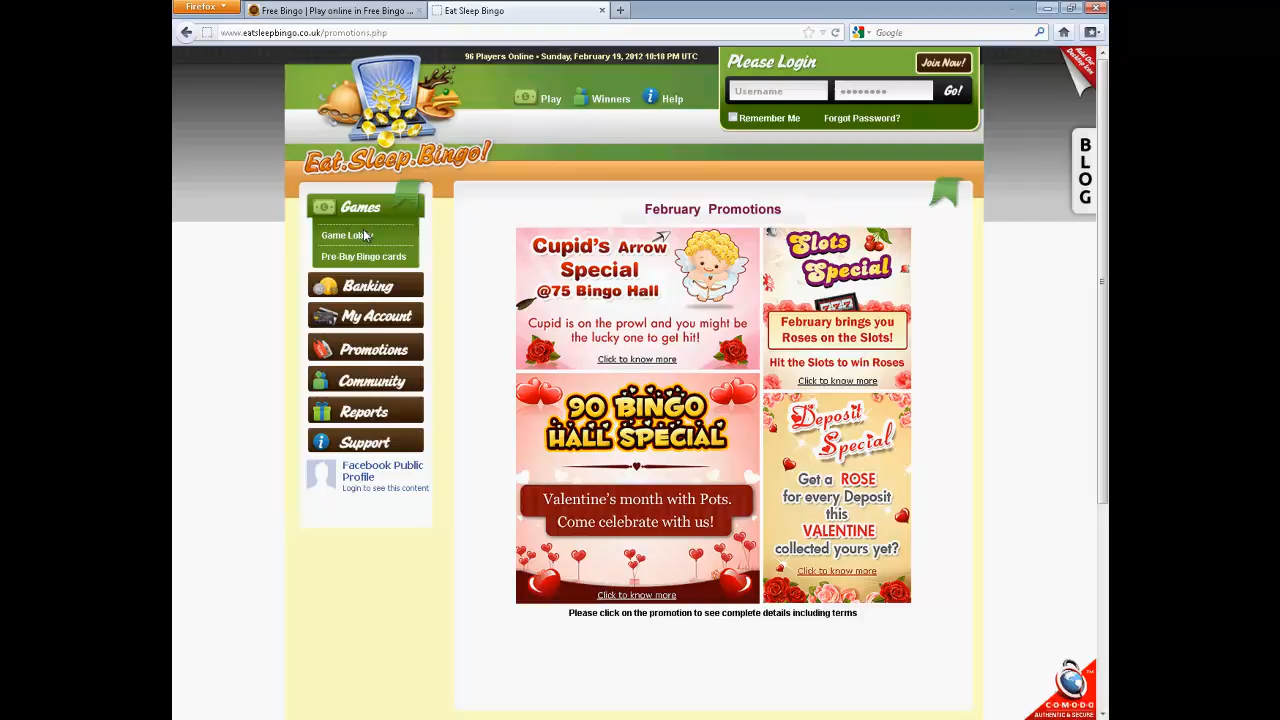 Firefox
Free Bingo | Play online in Free Bingo ...
Eat Sleep Bingo
www.eatsleepbingo.co.uk/promotions.php
Google
96 Players Online • Sunday, February 19, 2012 10:18 PM UTC
Please Login
Join Now!
Username
Go!
Remember Me
Forgot Password?
Play
Winners
Help
Eat.Sleep.Bingo!
BLOG
Games
Game Lobby
Pre-Buy Bingo cards
Banking
My Account
Promotions
Community
Reports
Support
Facebook Public
Profile
Login to see this content
February Promotions
Cupid's Arrow
Special
@75 Bingo Hall
Cupid is on the prowl and you might be
the lucky one to get hit!
Click to know more
Slots
Special
February brings you
Roses on the Slots!
Hit the Slots to win Roses
Click to know more
90 BINGO
HALL SPECIAL
Valentine's month with Pots.
Come celebrate with us!
Click to know more
Deposit
Special
Get a ROSE
for every Deposit
this
VALENTINE
collected yours yet?
Click to know more
Please click on the promotion to see complete details including terms
COMODO
AUTHENTIC & SECURE